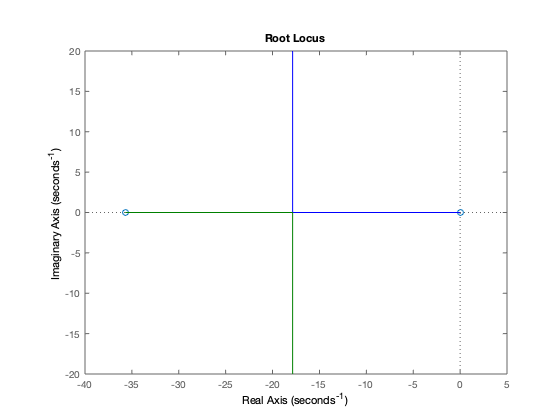 Root Locus
20
15
10
5
0
-5
-10
-15
-20
Imaginary Axis (seconds⁻¹)
-40 -35 -30 -25 -20 -15 -10 -5 0 5
Real Axis (seconds⁻¹)